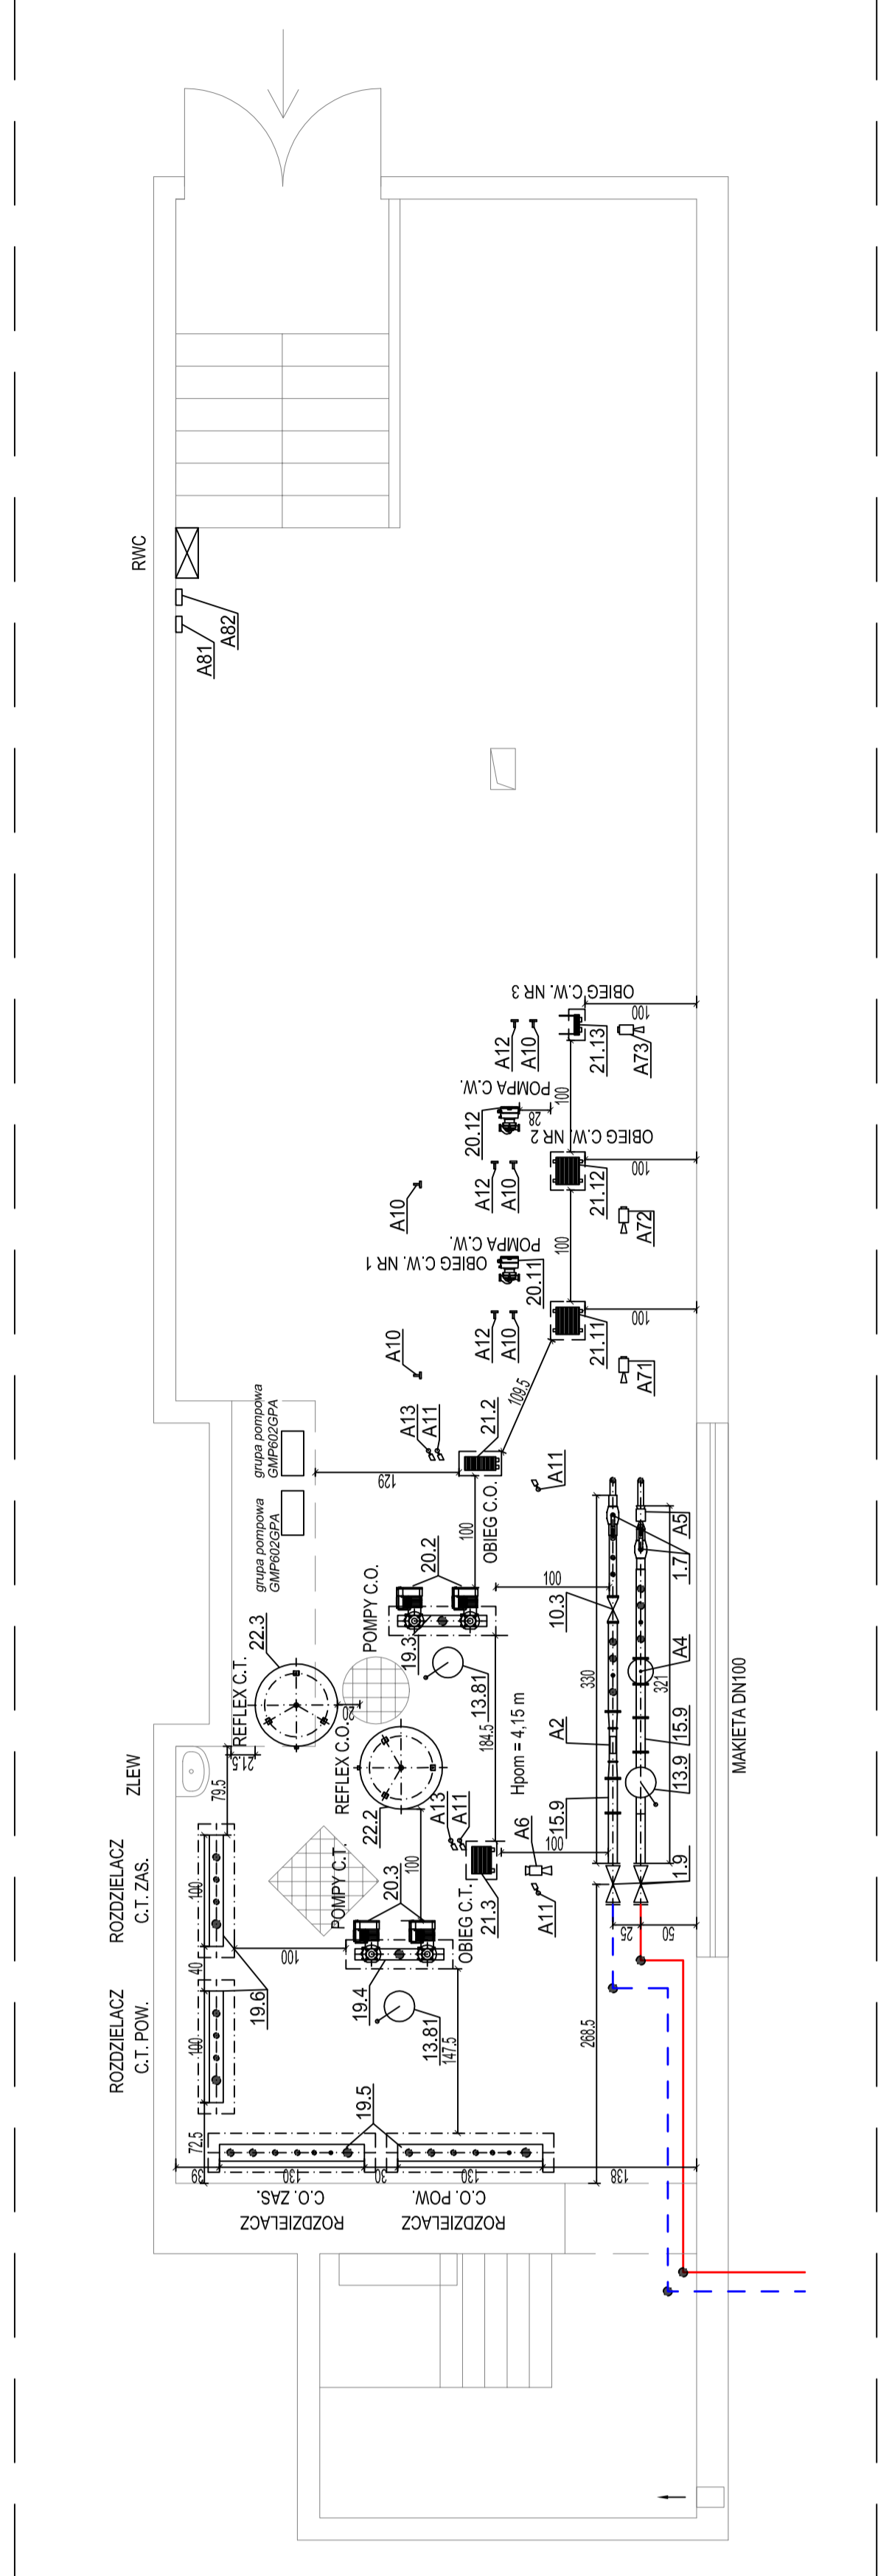 RWC
A81
A82
OBIEG C.W. NR 3
100
A12
A10
21.13
A73
POMPA C.W.
20.12
28
100
OBIEG C.W. NR 2
A12
A10
A10
21.12
100
A72
POMPA C.W.
OBIEG C.W. NR 1
20.11
100
A12
A10
A10
21.11
100
A71
109.5
grupa pompowa
GMP602GPA
grupa pompowa
GMP602GPA
129
A13
A11
21.2
A11
OBIEG C.O.
100
20.2
POMPY C.O.
19.3
13.81
22.3
REFLEX C.T.
20
21.5
REFLEX C.O.
22.2
184.5
100
Hpom = 4,15 m
10.3
330
321
A5
1.7
A4
A2
15.9
15.9
13.9
1.9
MAKIETA DN100
ZLEW
79.5
A13
A11
A6
A11
100
100
21.3
OBIEG C.T.
POMPY C.T.
20.3
19.4
13.81
147.5
100
ROZDZIELACZ
C.T. ZAS.
100
40
19.6
ROZDZIELACZ
C.T. POW.
100
72.5
19.5
39
130
30
130
138
ROZDZIELACZ
C.O. ZAS.
ROZDZIELACZ
C.O. POW.
268.5
25
50